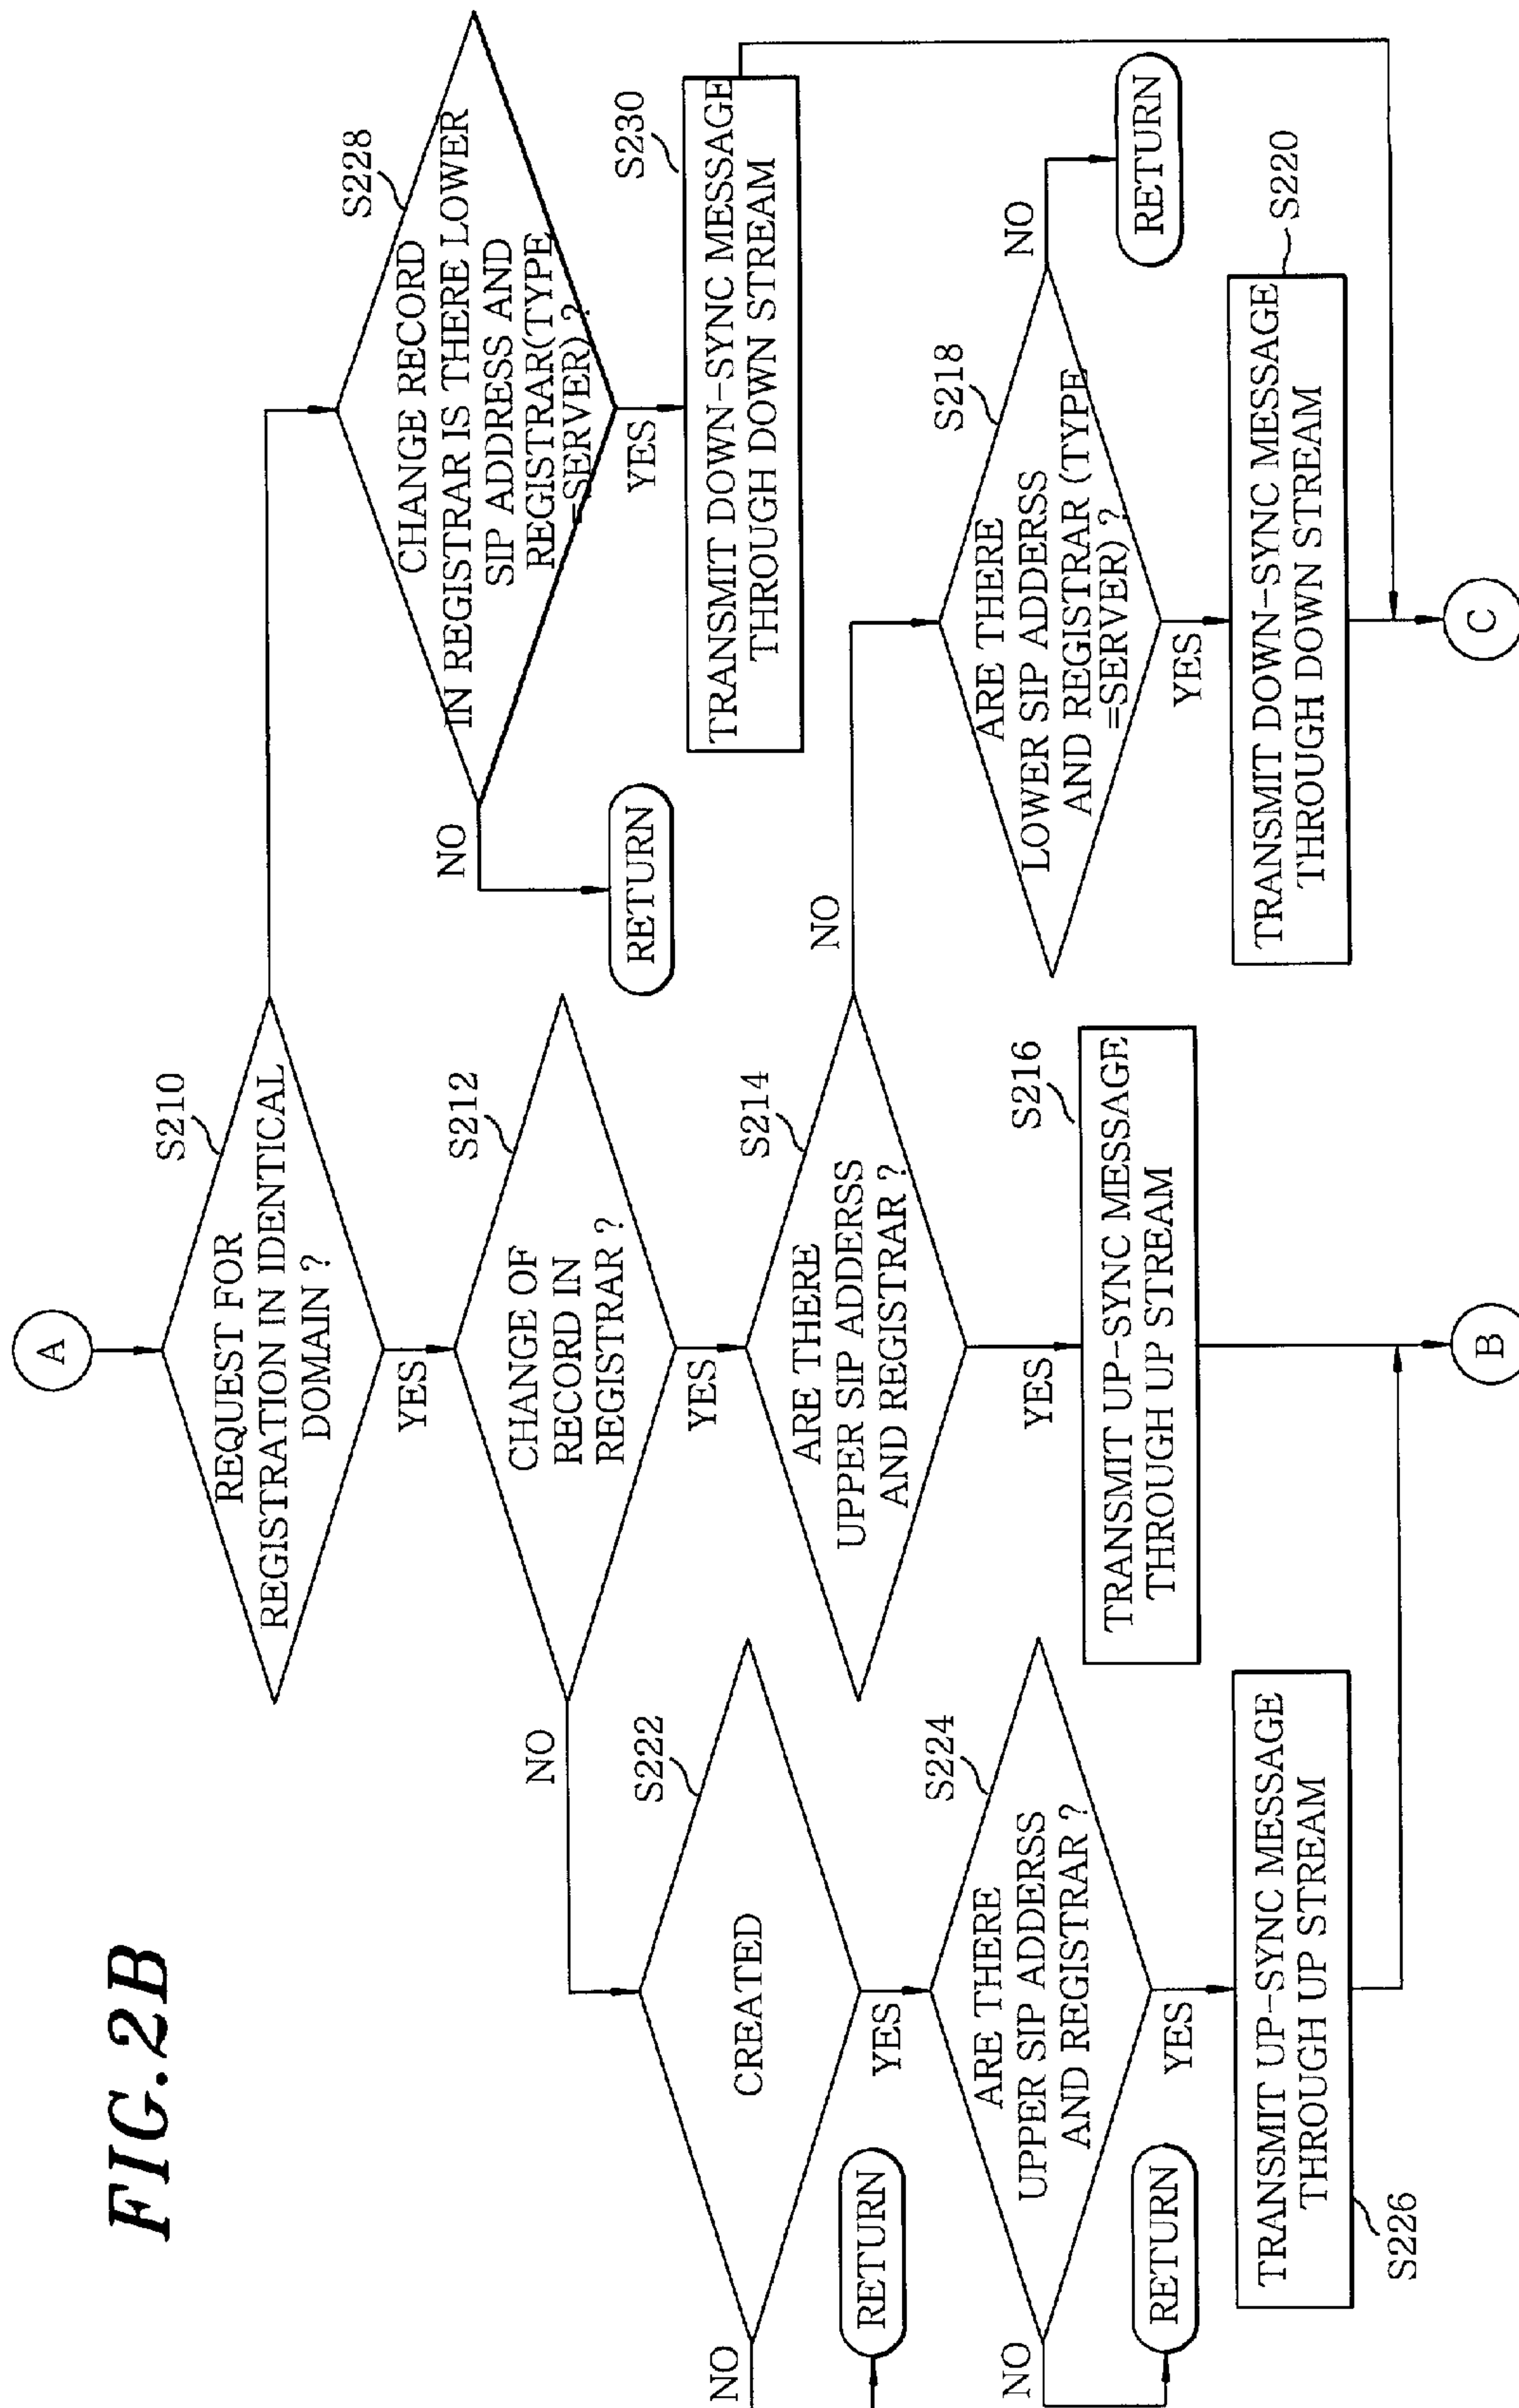 FIG.2B
A
S210
REQUEST FOR
REGISTRATION IN IDENTICAL
DOMAIN ?
YES
S212
CHANGE OF
RECORD IN
REGISTRAR ?
NO
YES
S214
ARE THERE
UPPER SIP ADDERSS
AND REGISTRAR ?
NO
YES
S216
TRANSMIT UP-SYNC MESSAGE
THROUGH UP STREAM
B
S222
CREATED
NO
RETURN
YES
S224
ARE THERE
UPPER SIP ADDERSS
AND REGISTRAR ?
NO
RETURN
YES
TRANSMIT UP-SYNC MESSAGE
THROUGH UP STREAM
S226
S228
CHANGE RECORD
IN REGISTRAR IS THERE LOWER
SIP ADDRESS AND
REGISTRAR(TYPE
=SERVER) ?
NO
RETURN
YES
S230
TRANSMIT DOWN-SYNC MESSAGE
THROUGH DOWN STREAM
S218
ARE THERE
LOWER SIP ADDERSS
AND REGISTRAR (TYPE
=SERVER) ?
NO
RETURN
YES
S220
TRANSMIT DOWN-SYNC MESSAGE
THROUGH DOWN STREAM
C